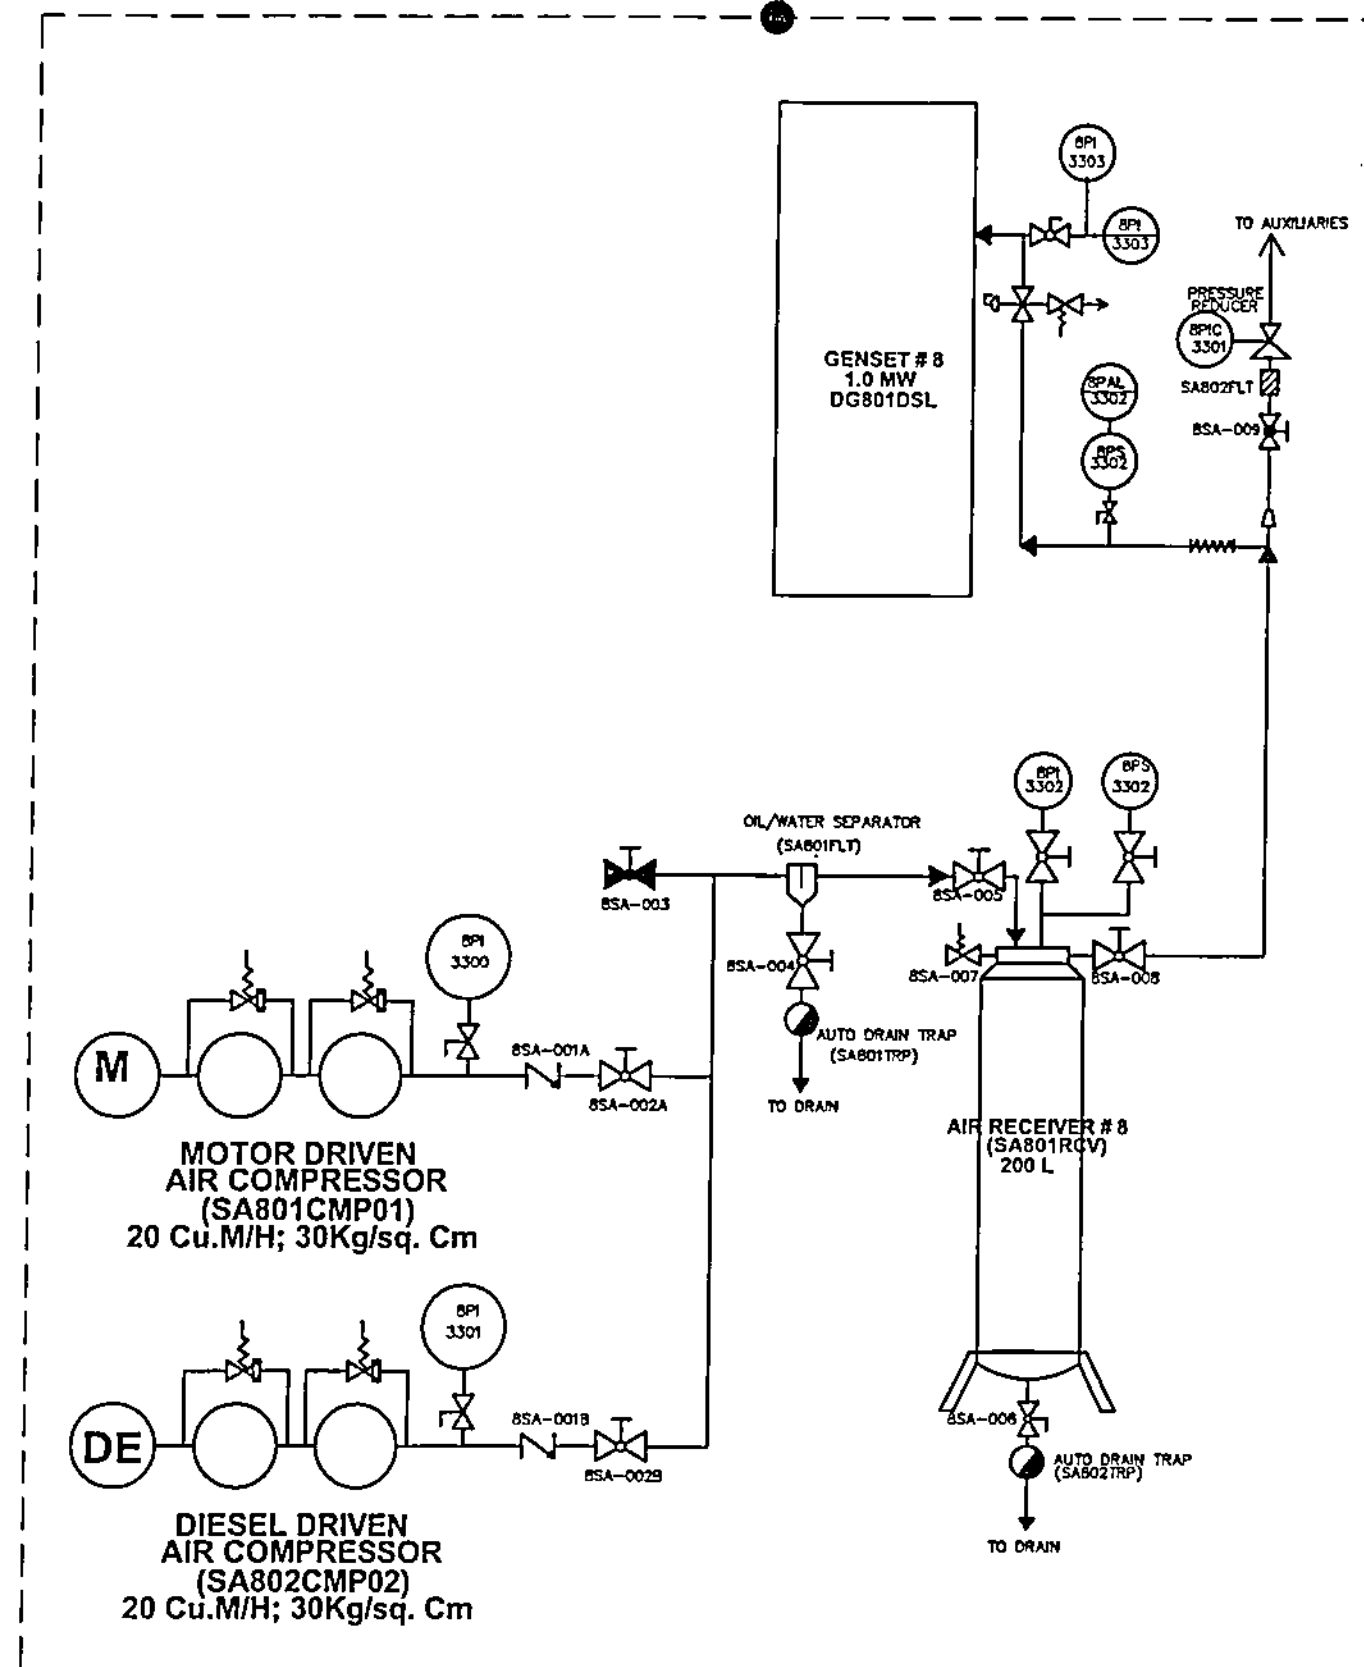 8PI
3303
8PI
3303
TO AUXILIARIES
PRESSURE
REDUCER
8PIC
3301
GENSET # 8
1.0 MW
DG801DSL
8PAL
3302
SA802FLT
8PS
3302
8SA-009
8PI
3302
8PS
3302
OIL/WATER SEPARATOR
(SA801FLT)
8SA-003
8SA-005
8PI
3300
8SA-004
8SA-007
8SA-008
M
8SA-001A
8SA-002A
AUTO DRAIN TRAP
(SA801TRP)
TO DRAIN
AIR RECEIVER # 8
(SA801RCV)
200 L
MOTOR DRIVEN
AIR COMPRESSOR
(SA801CMP01)
20 Cu.M/H; 30Kg/sq. Cm
8PI
3301
DE
8SA-001B
8SA-002B
8SA-006
AUTO DRAIN TRAP
(SA802TRP)
TO DRAIN
DIESEL DRIVEN
AIR COMPRESSOR
(SA802CMP02)
20 Cu.M/H; 30Kg/sq. Cm